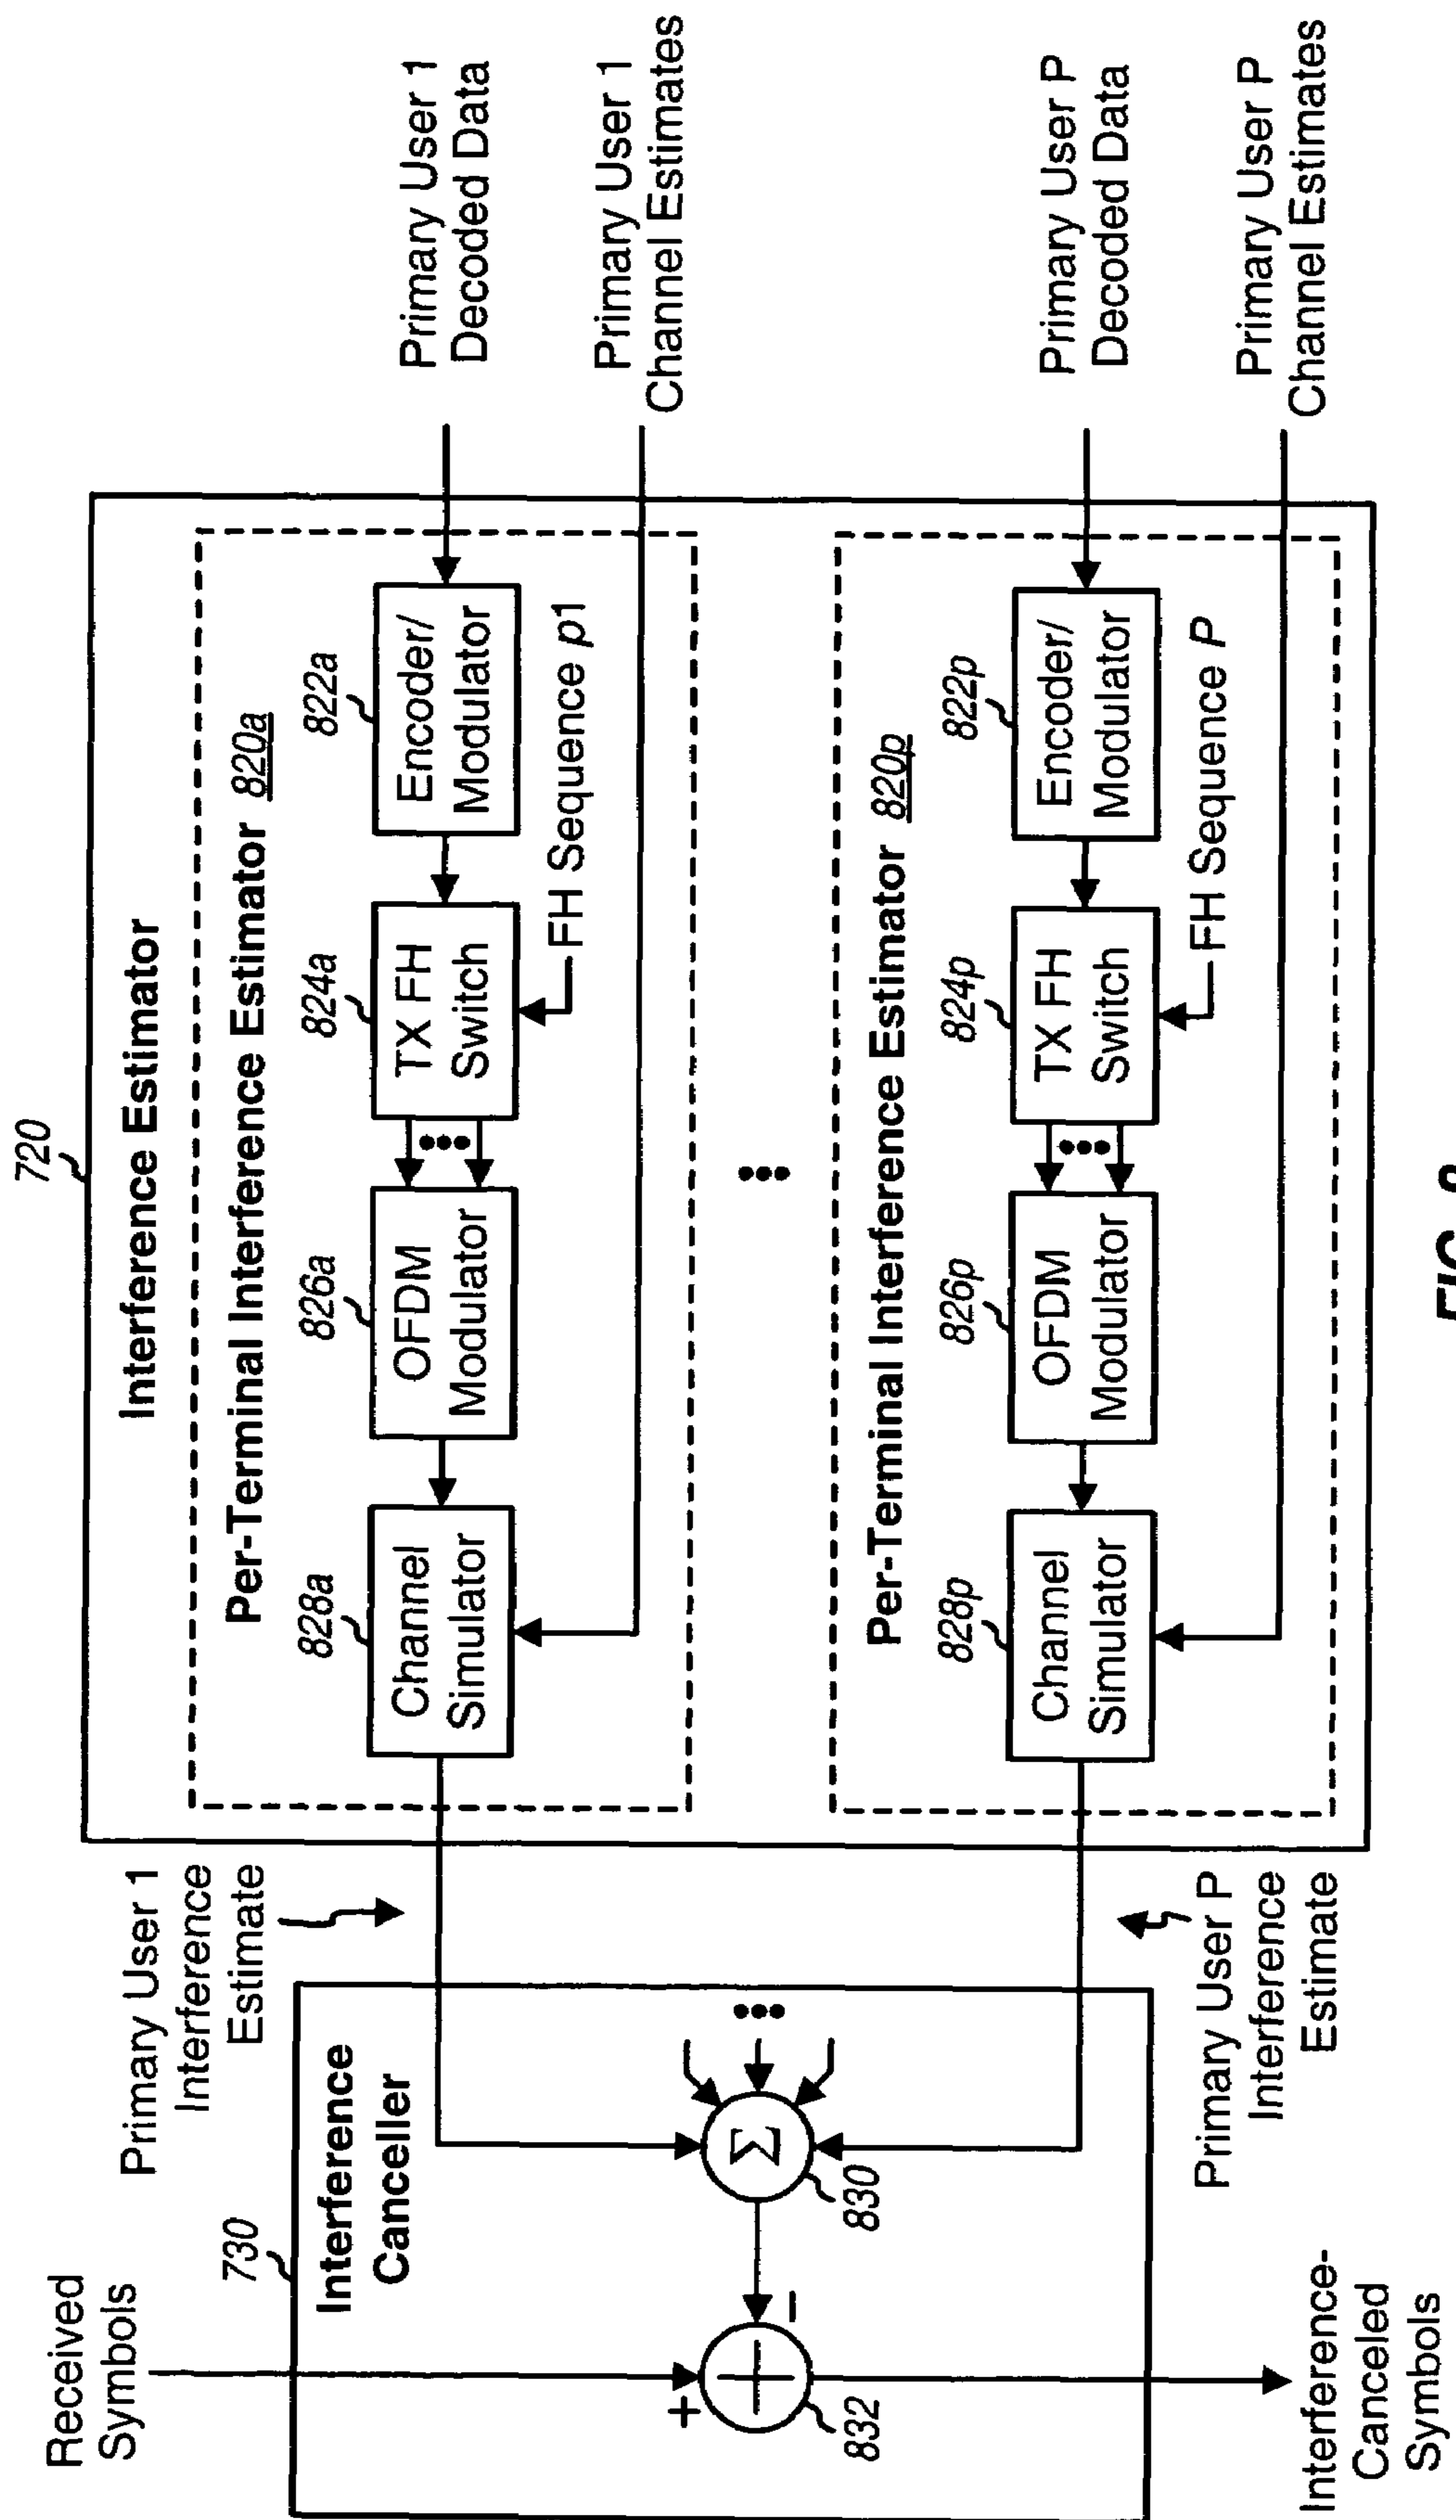 720
Received
Symbols
730
Interference
Canceller
+
−
832
Σ
830
Interference-
Canceled
Symbols
Primary User 1
Interference
Estimate
Primary User P
Interference
Estimate
Interference Estimator
Per-Terminal Interference Estimator 820a
828a
Channel
Simulator
826a
OFDM
Modulator
824a
TX FH
Switch
822a
Encoder/
Modulator
FH Sequence p1
Primary User 1
Decoded Data
Primary User 1
Channel Estimates
Per-Terminal Interference Estimator 820p
828p
Channel
Simulator
826p
OFDM
Modulator
824p
TX FH
Switch
822p
Encoder/
Modulator
FH Sequence P
Primary User P
Decoded Data
Primary User P
Channel Estimates